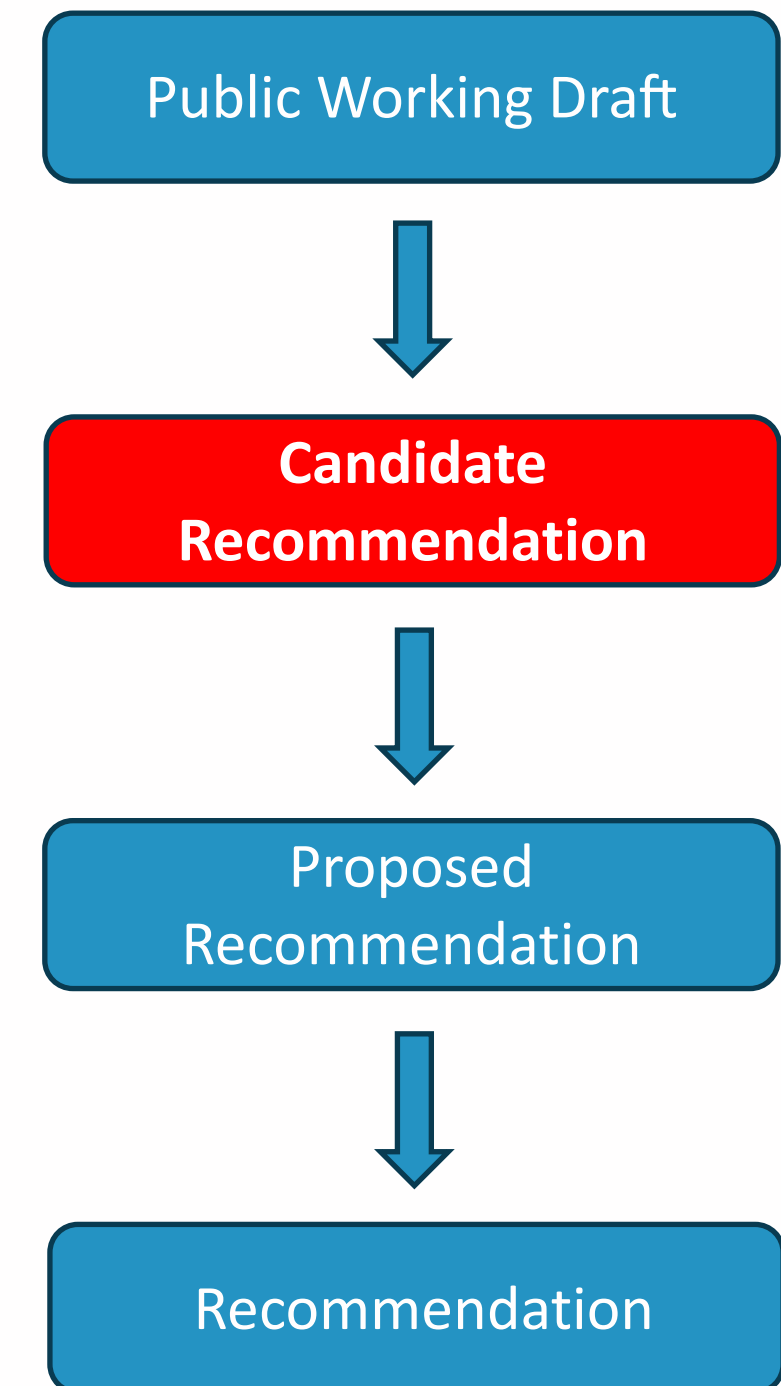 Public Working Draft
Candidate
Recommendation
Proposed
Recommendation
Recommendation